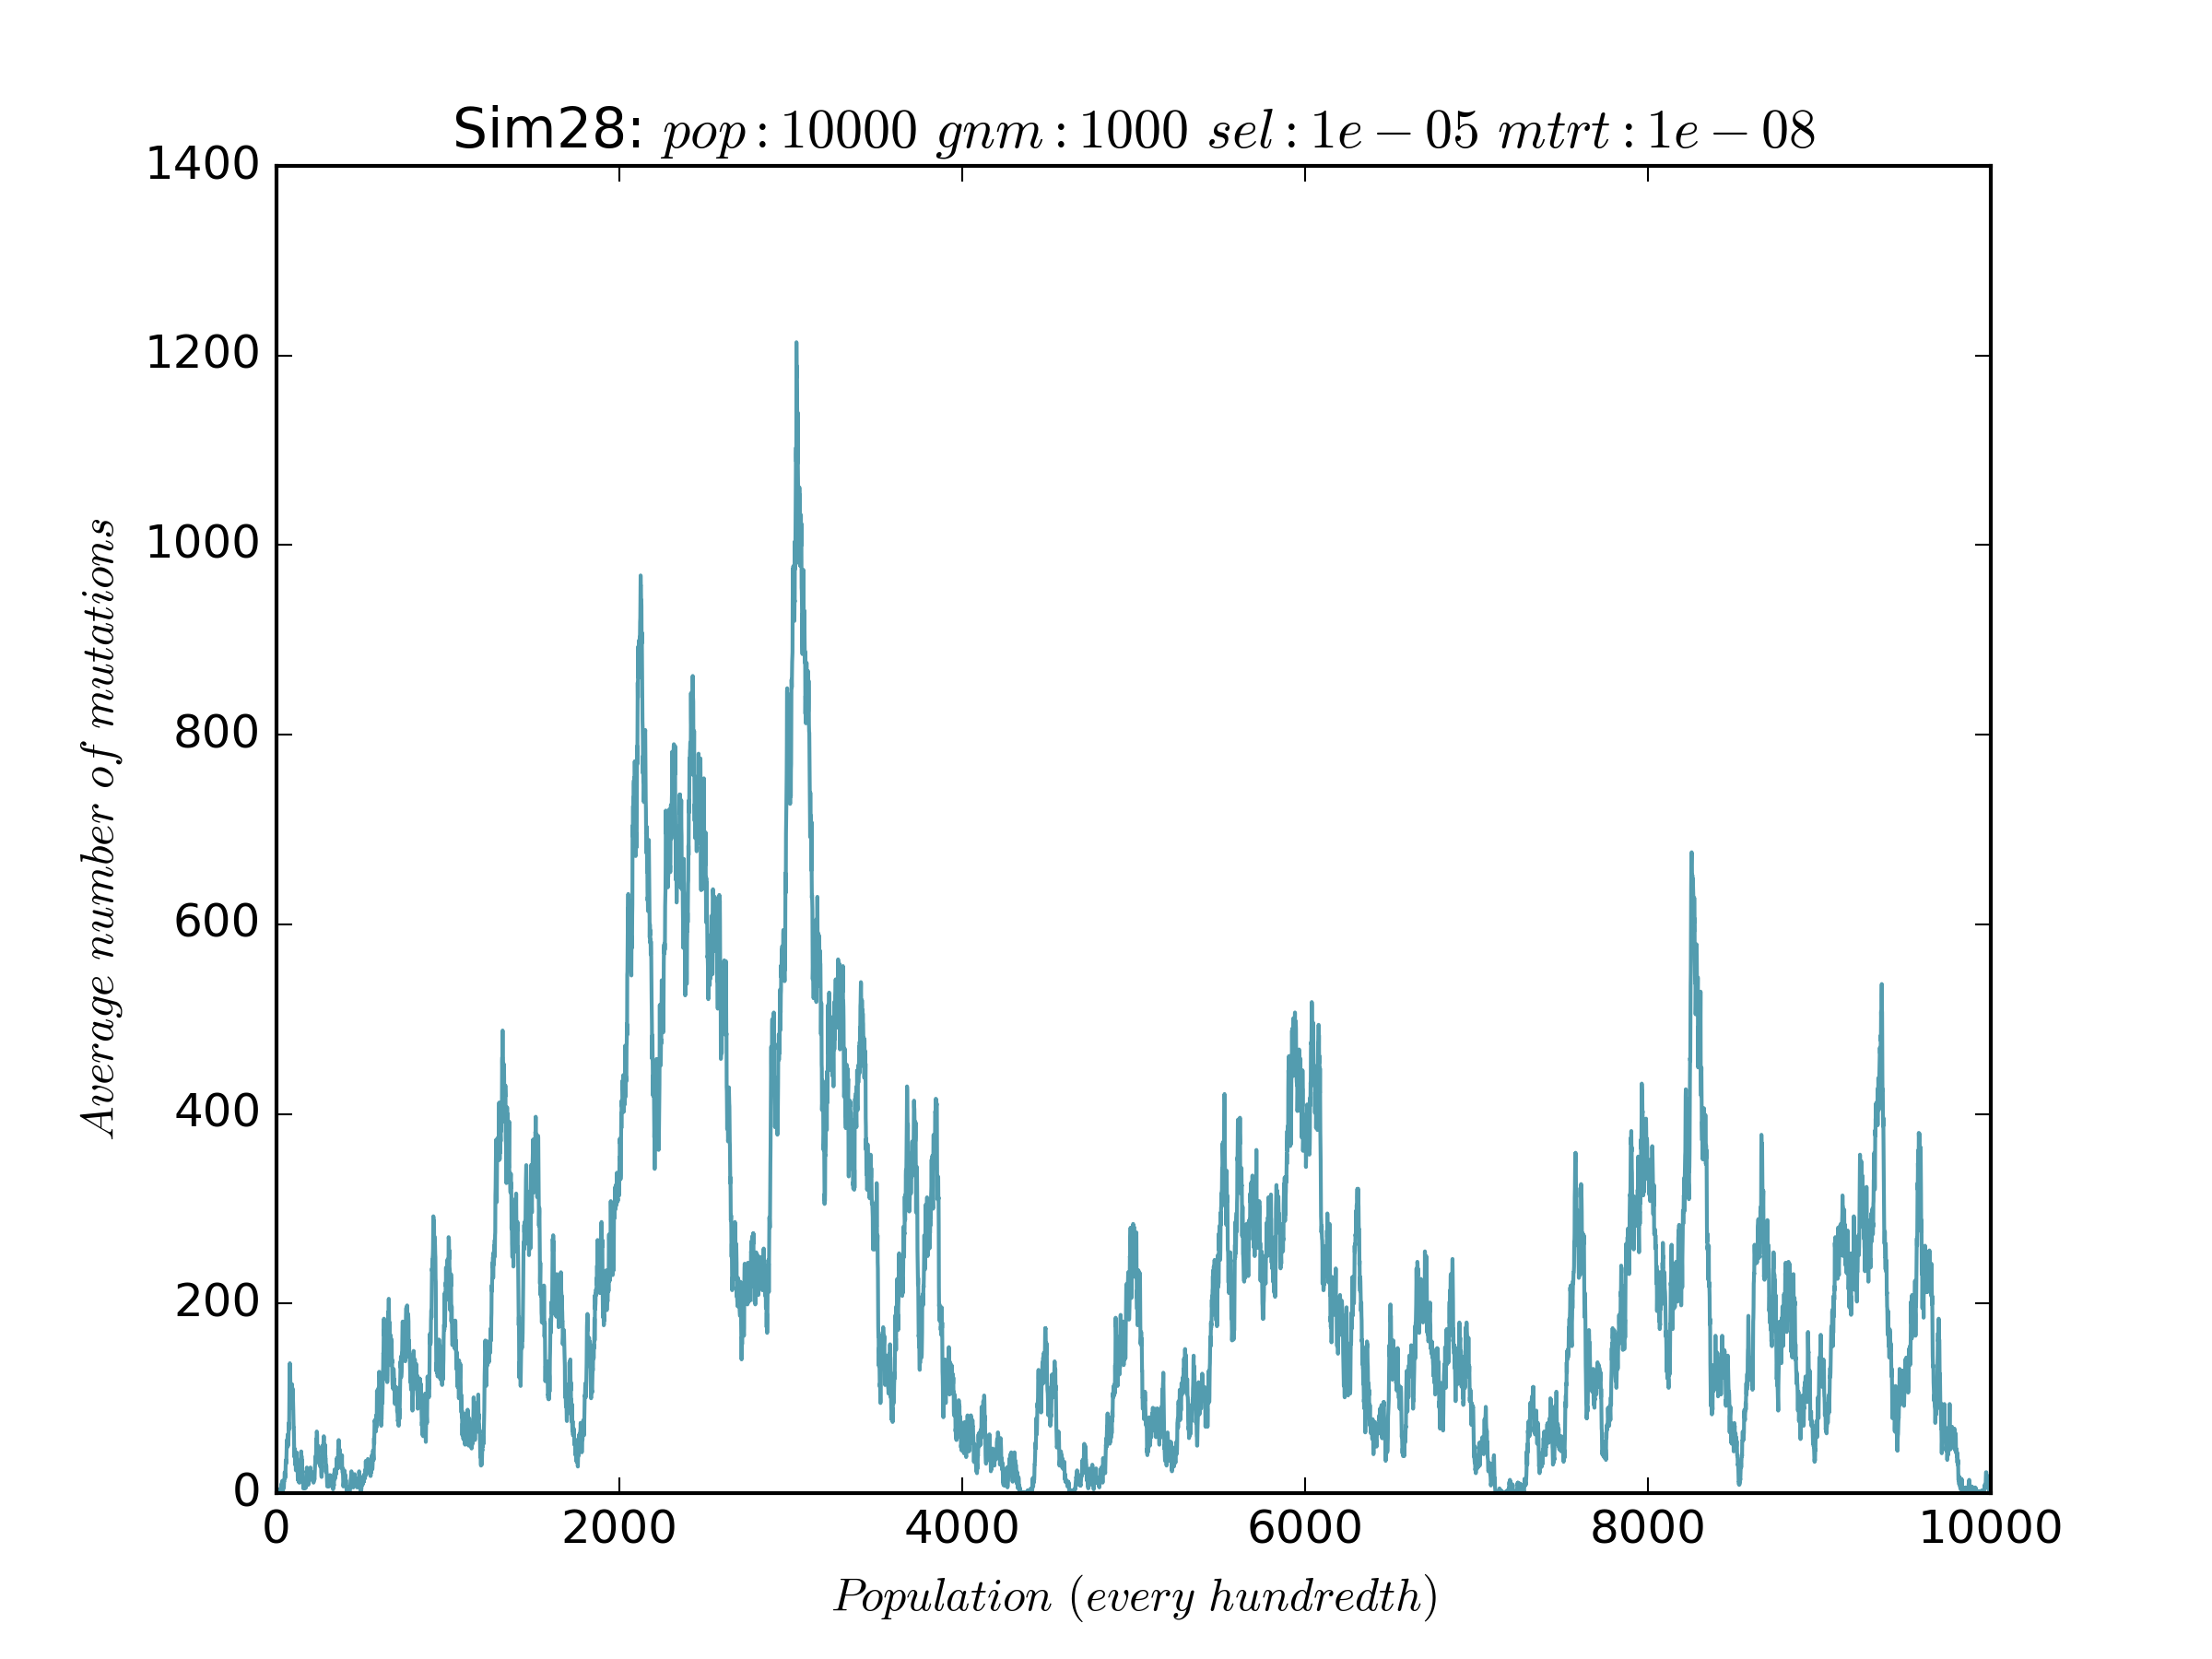 Sim28: pop : 10000 gnm : 1000 sel : 1e − 05 mtrt : 1e − 08
1400
1200
1000
800
600
400
200
0
Average number of mutations
0 2000 4000 6000 8000 10000
Population (every hundredth)